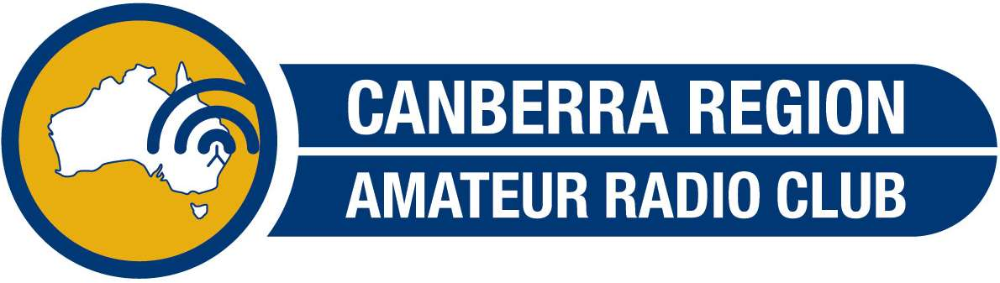 CANBERRA REGION
AMATEUR RADIO CLUB